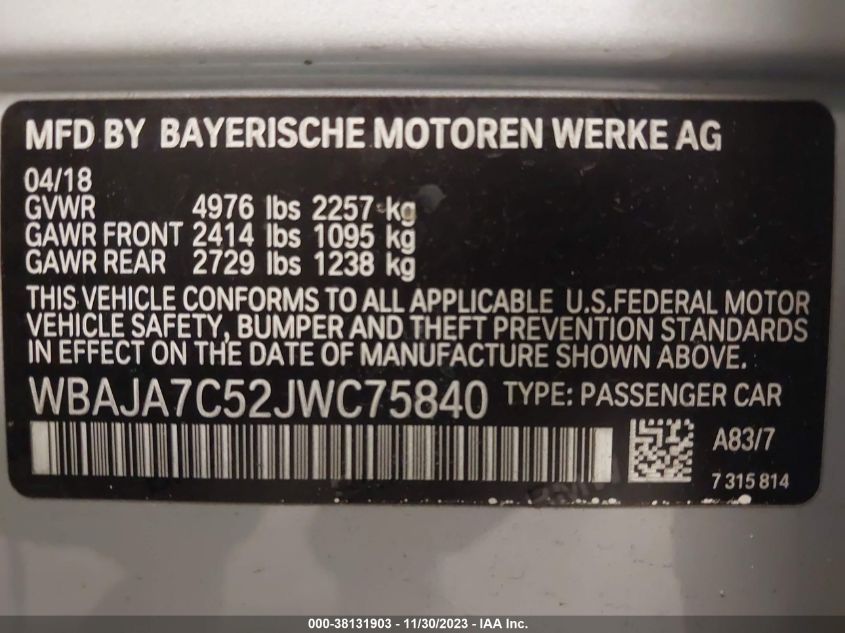 MFD BY BAYERISCHE MOTOREN WERKE AG
04/18
GVWR 4976 lbs 2257 kg
GAWR FRONT 2414 lbs 1095 kg
GAWR REAR 2729 lbs 1238 kg
THIS VEHICLE CONFORMS TO ALL APPLICABLE U.S.FEDERAL MOTOR
VEHICLE SAFETY, BUMPER AND THEFT PREVENTION STANDARDS
IN EFFECT ON THE DATE OF MANUFACTURE SHOWN ABOVE.
WBAJA7C52JWC75840 TYPE: PASSENGER CAR
A83/7
7 315 814
000-38131903 - 11/30/2023 - IAA Inc.